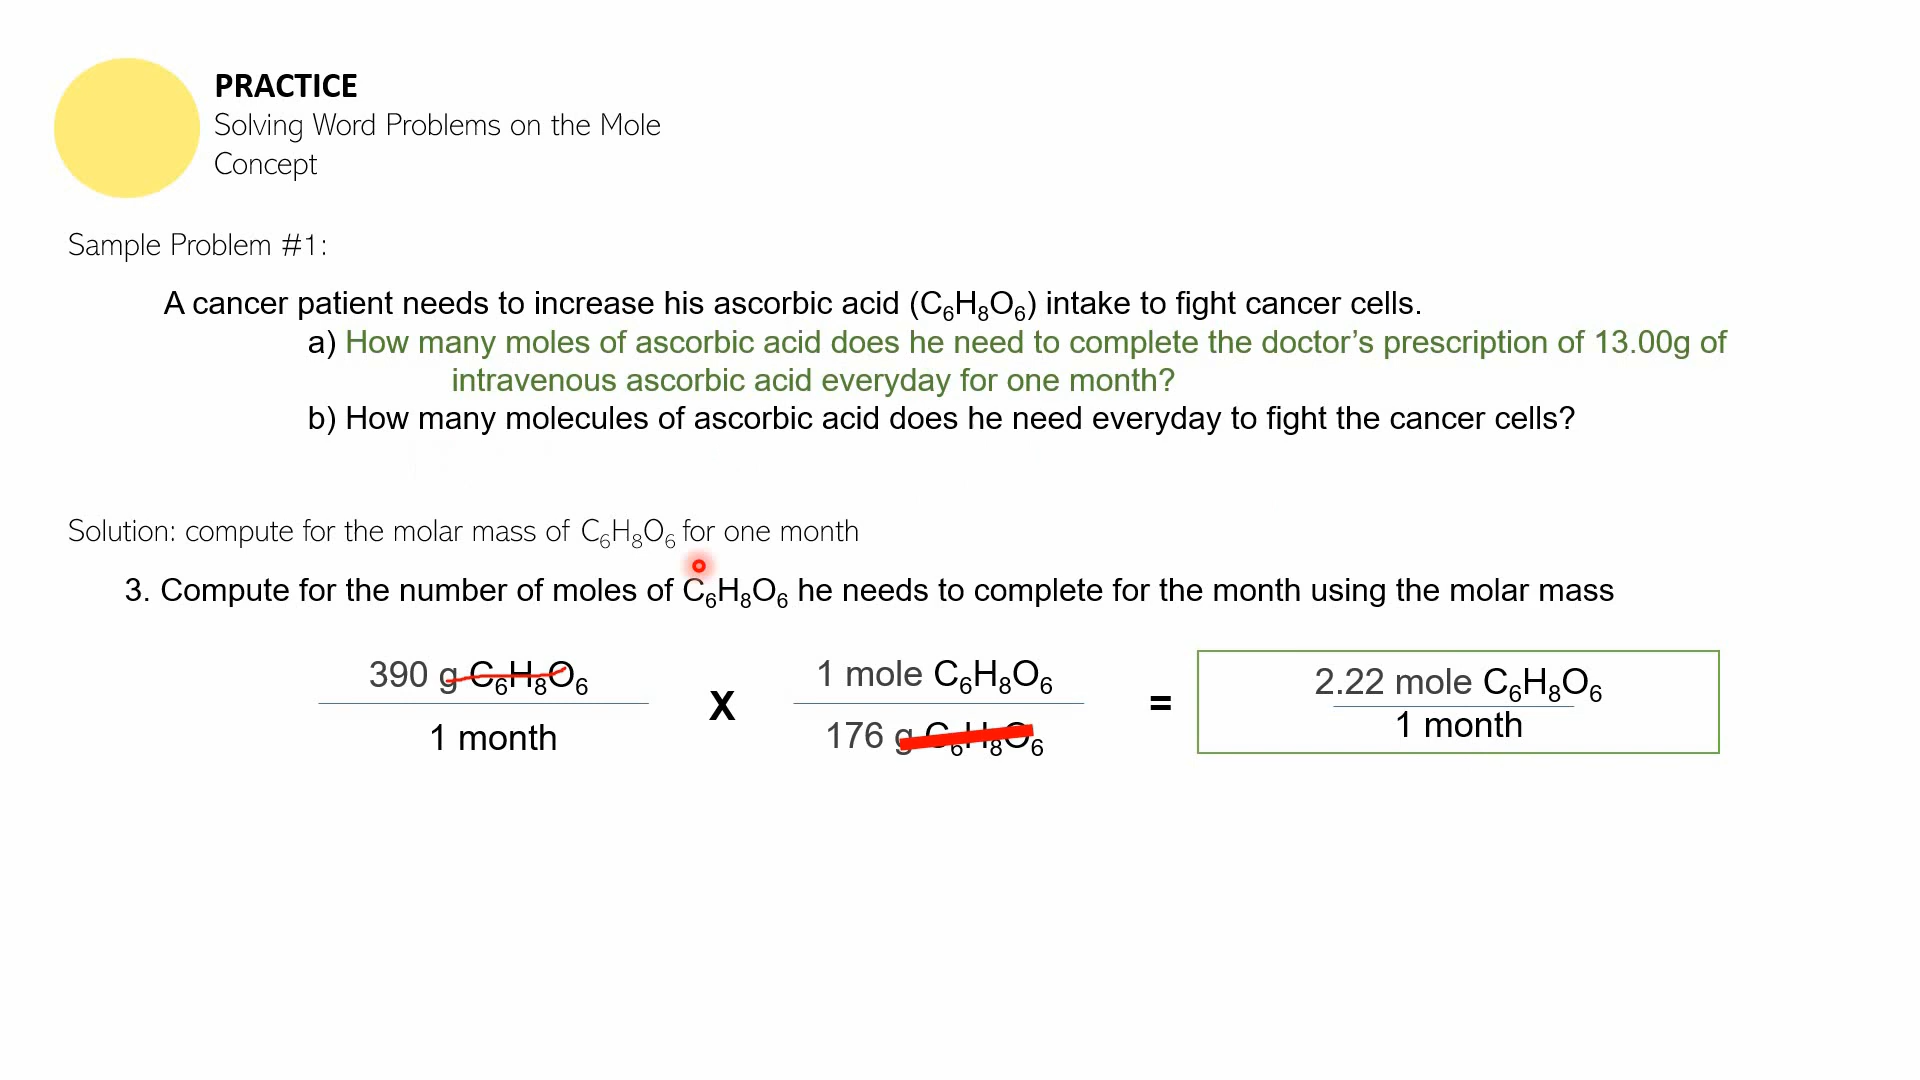 PRACTICE
Solving Word Problems on the Mole
Concept
Sample Problem #1:
A cancer patient needs to increase his ascorbic acid (C₆H₈O₆) intake to fight cancer cells.
a) How many moles of ascorbic acid does he need to complete the doctor’s prescription of 13.00g of
intravenous ascorbic acid everyday for one month?
b) How many molecules of ascorbic acid does he need everyday to fight the cancer cells?
Solution: compute for the molar mass of C₆H₈O₆ for one month
3. Compute for the number of moles of C₆H₈O₆ he needs to complete for the month using the molar mass
390 g C₆H₈O₆
1 month
X
1 mole C₆H₈O₆
176 g C₆H₈O₆
=
2.22 mole C₆H₈O₆
1 month